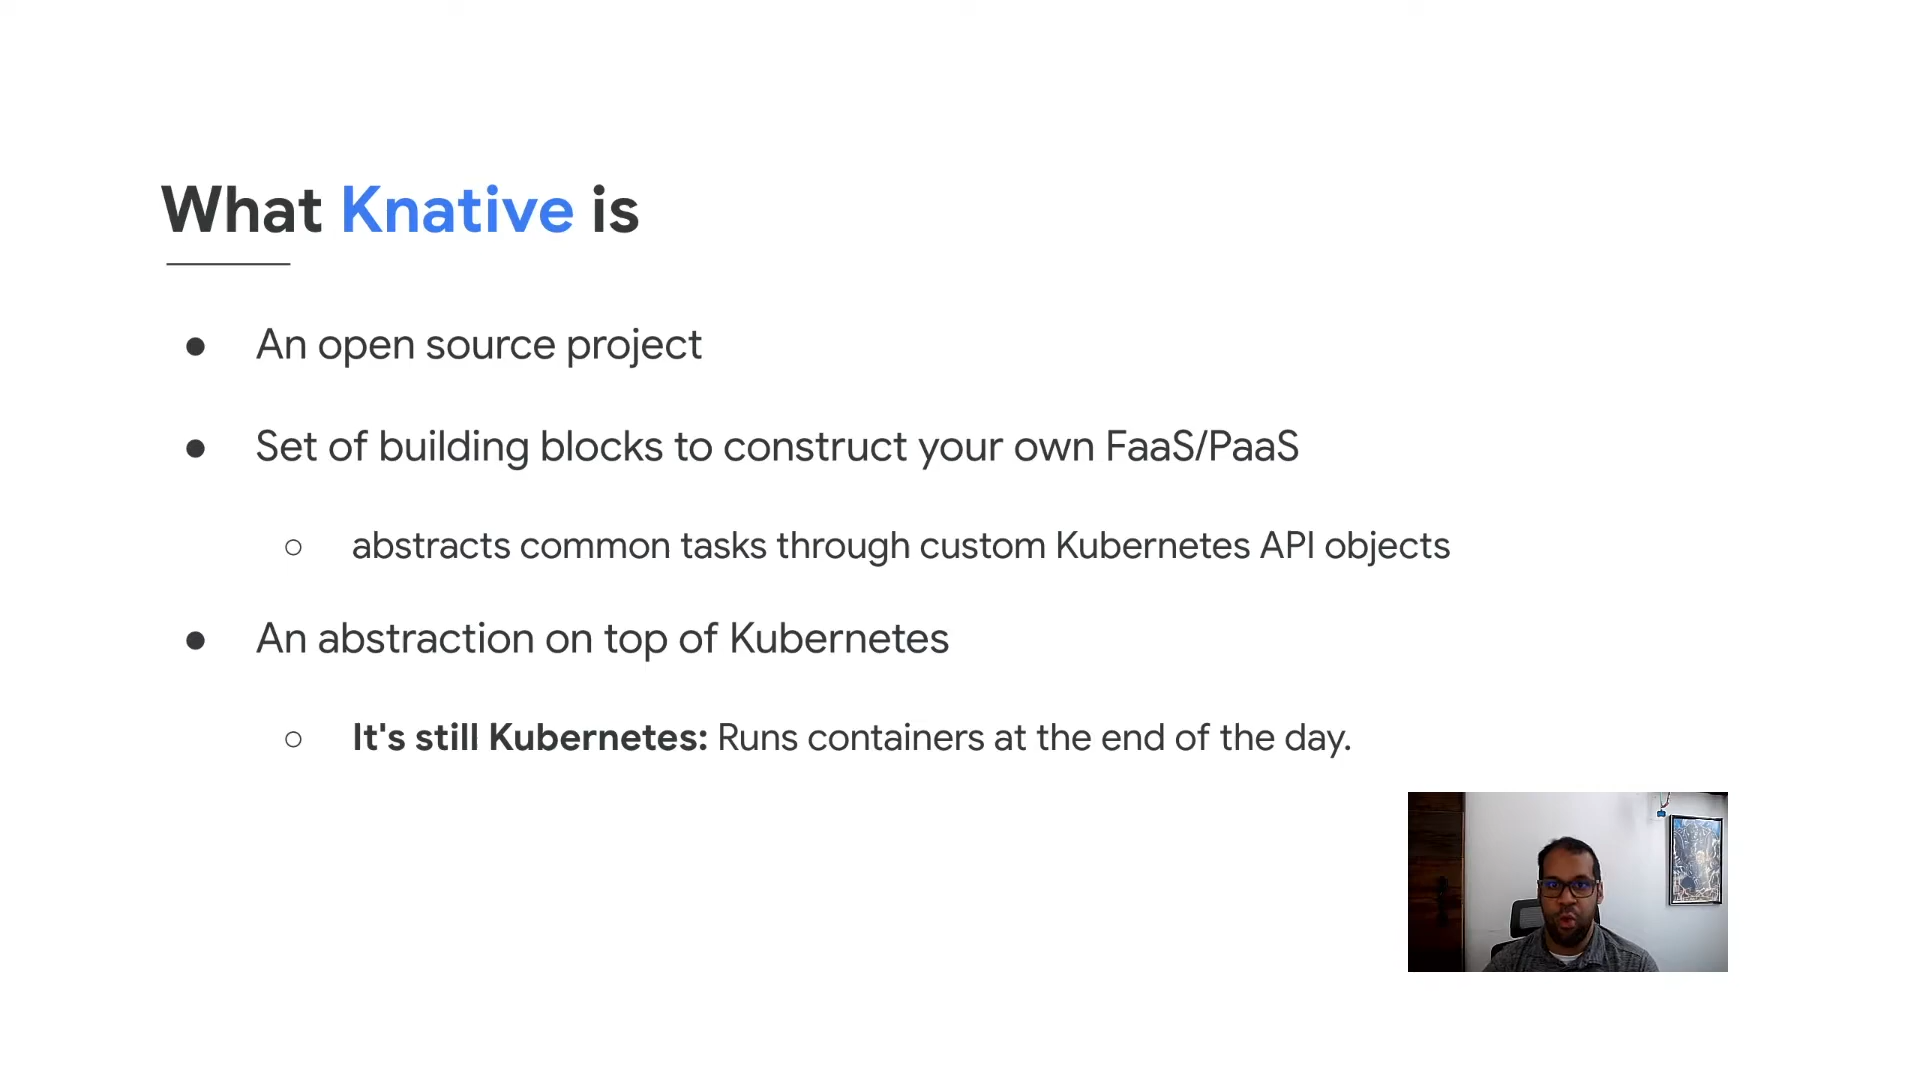 What Knative is
● An open source project
● Set of building blocks to construct your own FaaS/PaaS
○ abstracts common tasks through custom Kubernetes API objects
● An abstraction on top of Kubernetes
○ It's still Kubernetes: Runs containers at the end of the day.